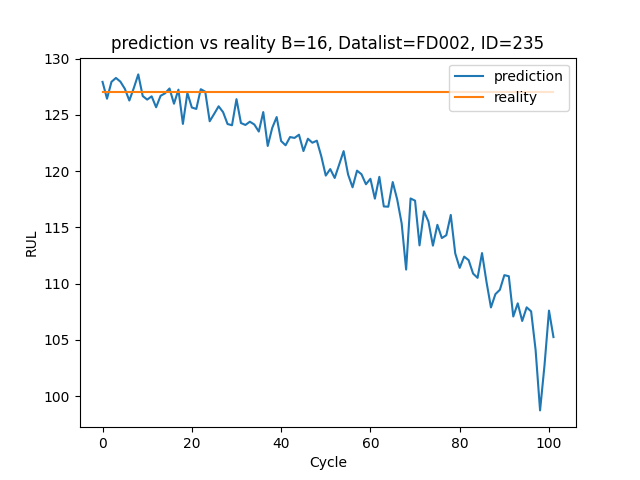 prediction vs reality B=16, Datalist=FD002, ID=235
130
125
120
115
110
105
100
RUL
prediction
reality
0 20 40 60 80 100
Cycle